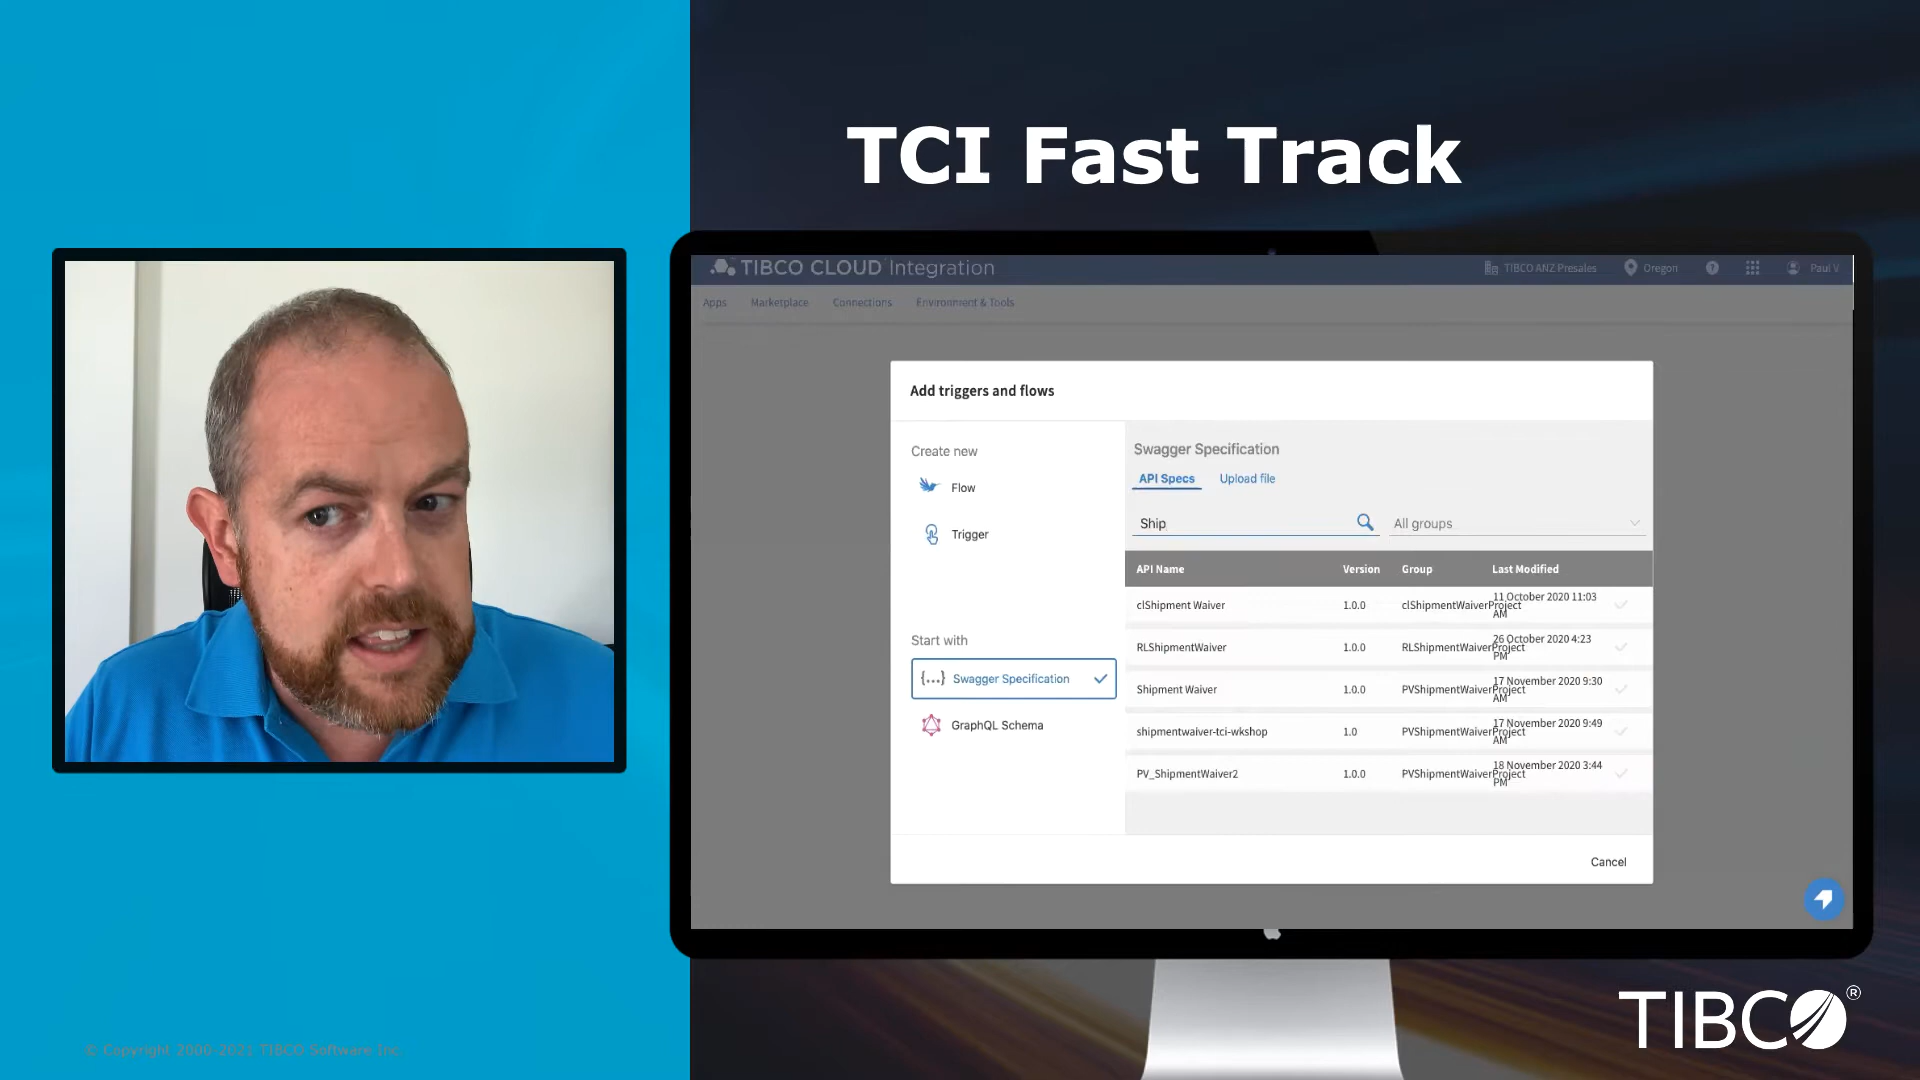 TCI Fast Track
TIBCO CLOUD Integration
TIBCO ANZ Presales
Oregon
?
Paul V
Apps
Marketplace
Connections
Environment & Tools
Add triggers and flows
Create new
Flow
Trigger
Start with
{...} Swagger Specification
GraphQL Schema
Swagger Specification
API Specs
Upload file
Ship
All groups
API Name Version Group Last Modified
clShipment Waiver 1.0.0 clShipmentWaiverProject 11 October 2020 11:03
AM
RLShipmentWaiver 1.0.0 RLShipmentWaiverProject 26 October 2020 4:23
PM
Shipment Waiver 1.0.0 PVShipmentWaiverProject 17 November 2020 9:30
AM
shipmentwaiver-tci-wkshop 1.0 PVShipmentWaiverProject 17 November 2020 9:49
AM
PV_ShipmentWaiver2 1.0.0 PVShipmentWaiverProject 18 November 2020 3:44
PM
Cancel
TIBCO®
© Copyright 2000-2021 TIBCO Software Inc.